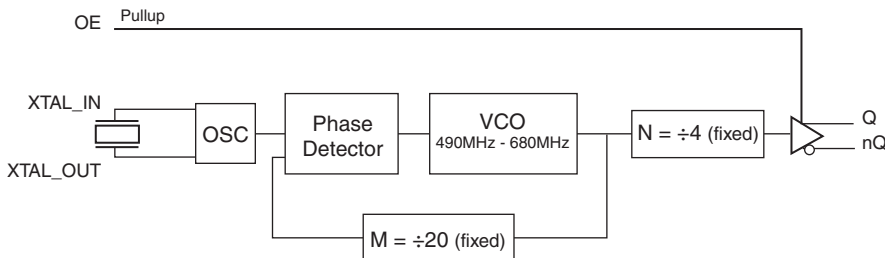 OE
Pullup
XTAL_IN
OSC
XTAL_OUT
Phase
Detector
VCO
490MHz - 680MHz
N = ÷4 (fixed)
Q
nQ
M = ÷20 (fixed)